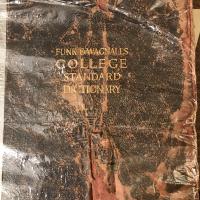 FUNK & WAGNALLS
COLLEGE
STANDARD
DICTIONARY